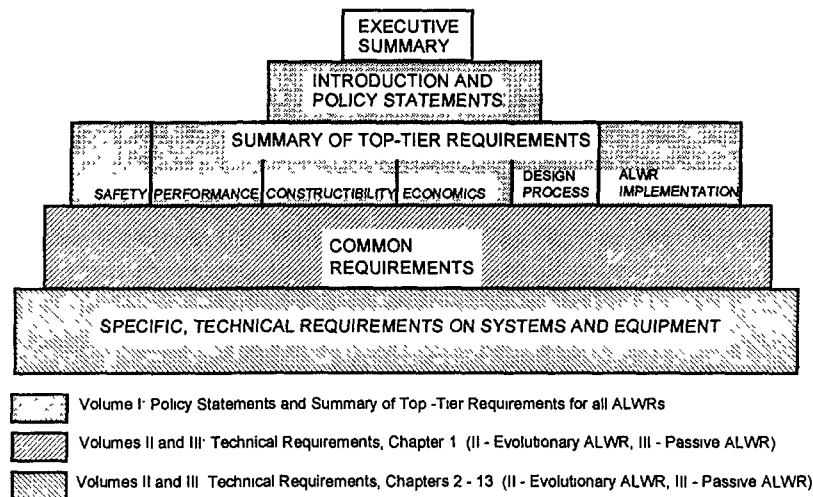 EXECUTIVE
SUMMARY
INTRODUCTION AND
POLICY STATEMENTS
SUMMARY OF TOP-TIER REQUIREMENTS
SAFETY PERFORMANCE CONSTRUCTIBILITY ECONOMICS
DESIGN
PROCESS
ALWR
IMPLEMENTATION
COMMON
REQUIREMENTS
SPECIFIC, TECHNICAL REQUIREMENTS ON SYSTEMS AND EQUIPMENT
Volume I· Policy Statements and Summary of Top -Tier Requirements for all ALWRs
Volumes II and III· Technical Requirements, Chapter 1 (II - Evolutionary ALWR, III - Passive ALWR)
Volumes II and III Technical Requirements, Chapters 2 - 13 (II - Evolutionary ALWR, III - Passive ALWR)